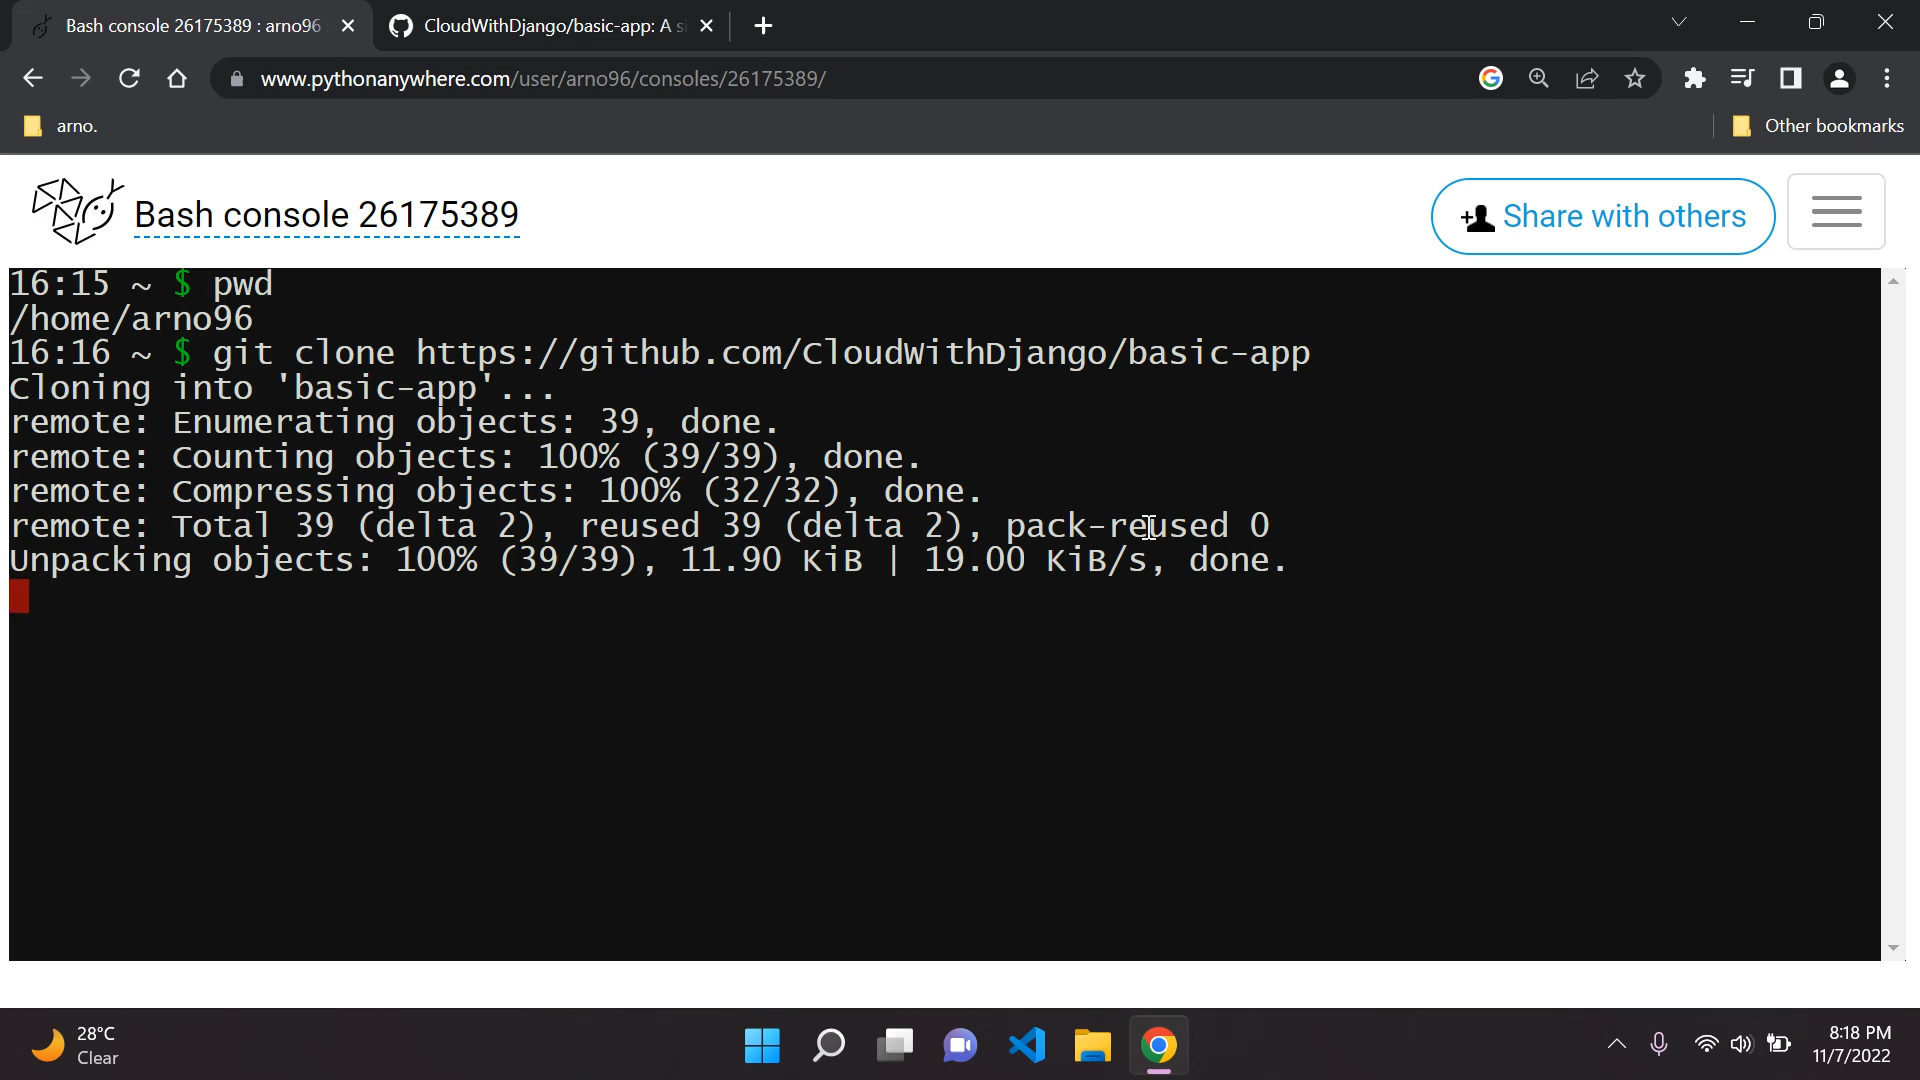 Bash console 26175389 : arno96
CloudWithDjango/basic-app: A si
www.pythonanywhere.com/user/arno96/consoles/26175389/
arno.
Other bookmarks
Bash console 26175389
Share with others
16:15 ~ $ pwd
/home/arno96
16:16 ~ $ git clone https://github.com/CloudWithDjango/basic-app
Cloning into 'basic-app'...
remote: Enumerating objects: 39, done.
remote: Counting objects: 100% (39/39), done.
remote: Compressing objects: 100% (32/32), done.
remote: Total 39 (delta 2), reused 39 (delta 2), pack-reused 0
Unpacking objects: 100% (39/39), 11.90 KiB | 19.00 KiB/s, done.
28°C
Clear
8:18 PM
11/7/2022